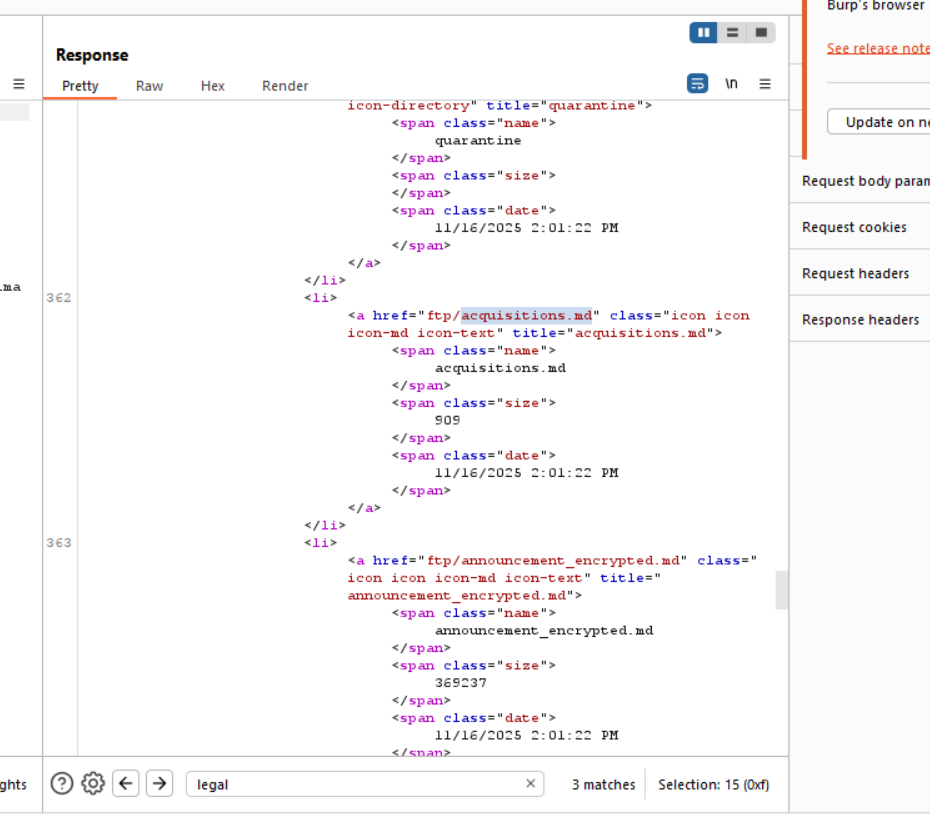 Burp's browser
Response
See release note
Pretty Raw Hex Render \n
Update on ne
icon-directory" title="quarantine">
<span class="name">
quarantine
</span>
<span class="size">
</span>
<span class="date">
11/16/2025 2:01:22 PM
</span>
</a>
</li>
Request body param
Request cookies
Request headers
Response headers
.ma
362
<li>
<a href="ftp/acquisitions.md" class="icon icon
icon-md icon-text" title="acquisitions.md">
<span class="name">
acquisitions.md
</span>
<span class="size">
909
</span>
<span class="date">
11/16/2025 2:01:22 PM
</span>
</a>
</li>
363
<li>
<a href="ftp/announcement_encrypted.md" class="
icon icon icon-md icon-text" title="
announcement_encrypted.md">
<span class="name">
announcement_encrypted.md
</span>
<span class="size">
369237
</span>
<span class="date">
11/16/2025 2:01:22 PM
</span>
ghts
legal
3 matches
Selection: 15 (0xf)